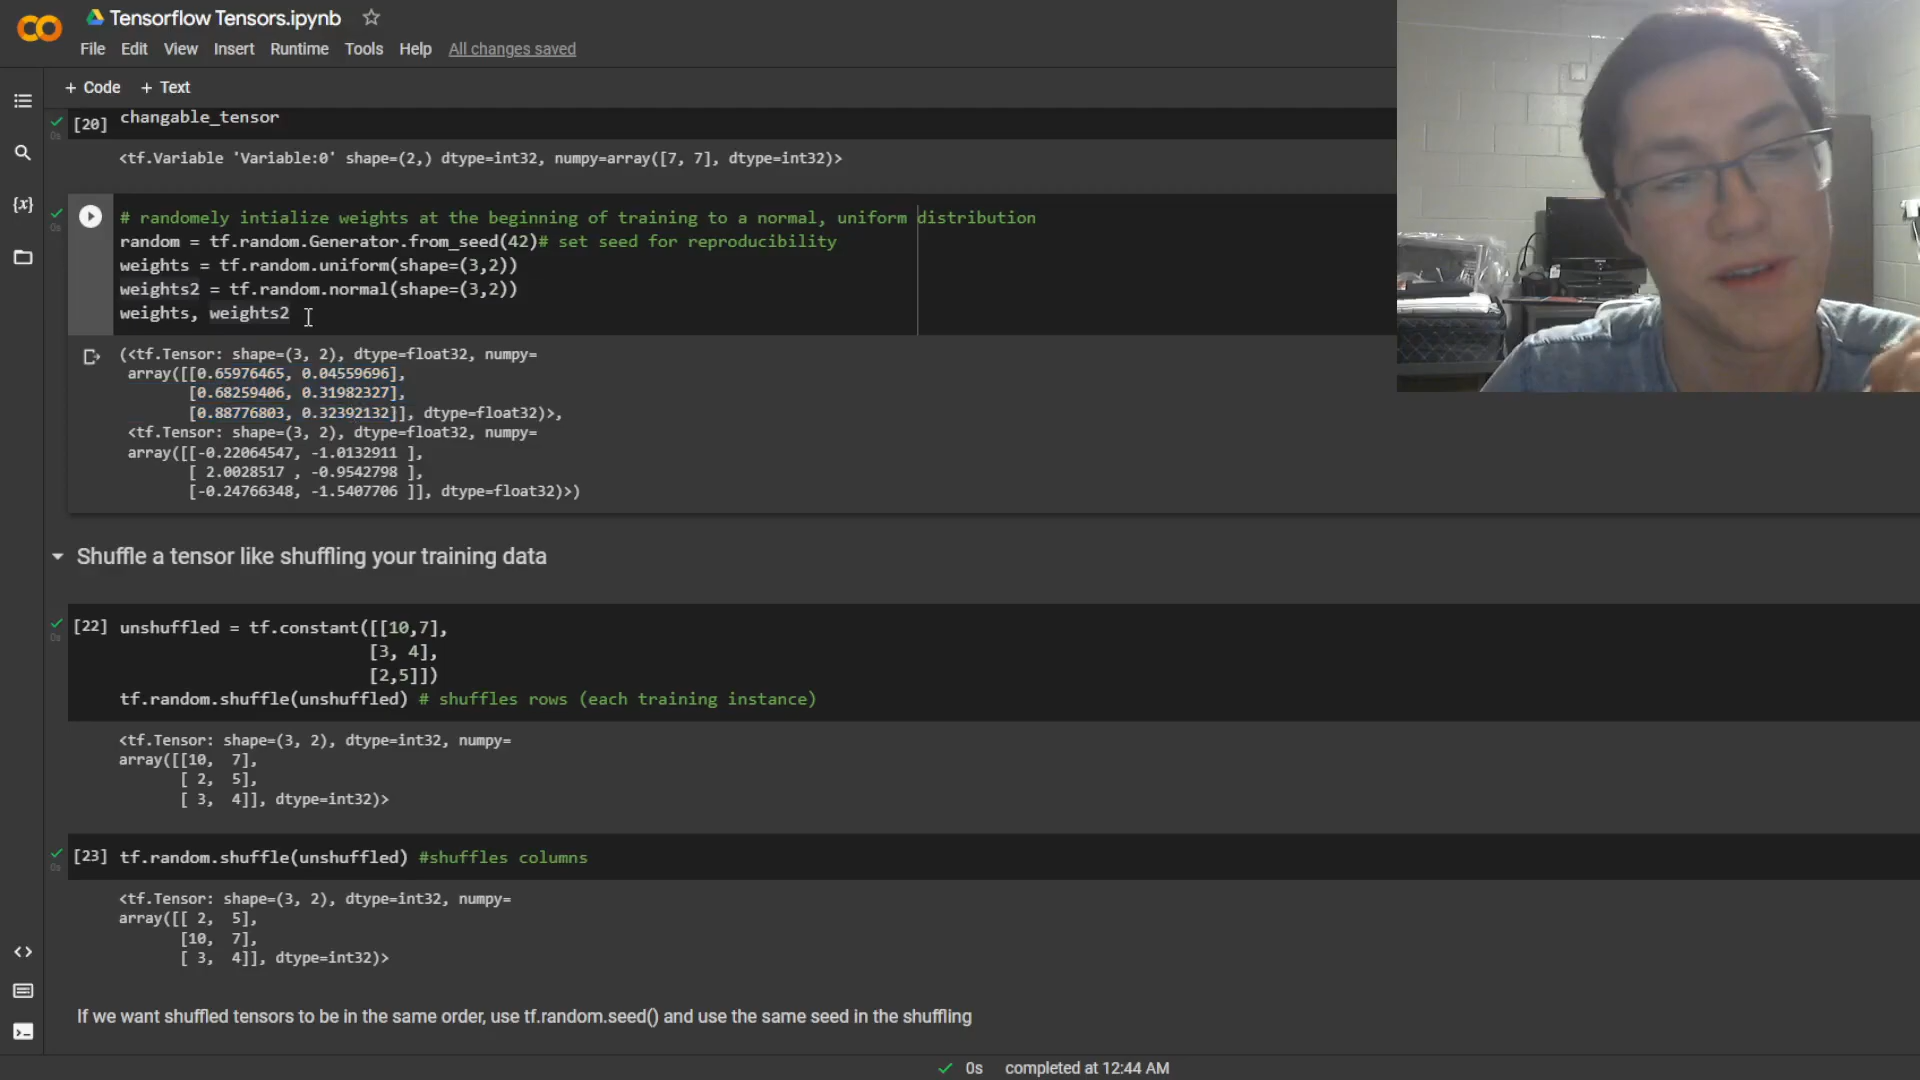 Tensorflow Tensors.ipynb
File Edit View Insert Runtime Tools Help All changes saved
+ Code + Text
[20] changable_tensor
0s
<tf.Variable 'Variable:0' shape=(2,) dtype=int32, numpy=array([7, 7], dtype=int32)>
# randomely intialize weights at the beginning of training to a normal, uniform distribution
0s
random = tf.random.Generator.from_seed(42)# set seed for reproducibility
weights = tf.random.uniform(shape=(3,2))
weights2 = tf.random.normal(shape=(3,2))
weights, weights2
(<tf.Tensor: shape=(3, 2), dtype=float32, numpy=
array([[0.65976465, 0.04559696],
[0.68259406, 0.31982327],
[0.88776803, 0.32392132]], dtype=float32)>,
<tf.Tensor: shape=(3, 2), dtype=float32, numpy=
array([[-0.22064547, -1.0132911 ],
[ 2.0028517 , -0.9542798 ],
[-0.24766348, -1.5407706 ]], dtype=float32)>)
Shuffle a tensor like shuffling your training data
[22] unshuffled = tf.constant([[10,7],
0s
[3, 4],
[2,5]])
tf.random.shuffle(unshuffled) # shuffles rows (each training instance)
<tf.Tensor: shape=(3, 2), dtype=int32, numpy=
array([[10, 7],
[ 2, 5],
[ 3, 4]], dtype=int32)>
[23] tf.random.shuffle(unshuffled) #shuffles columns
0s
<tf.Tensor: shape=(3, 2), dtype=int32, numpy=
array([[ 2, 5],
[10, 7],
[ 3, 4]], dtype=int32)>
If we want shuffled tensors to be in the same order, use tf.random.seed() and use the same seed in the shuffling
0s completed at 12:44 AM